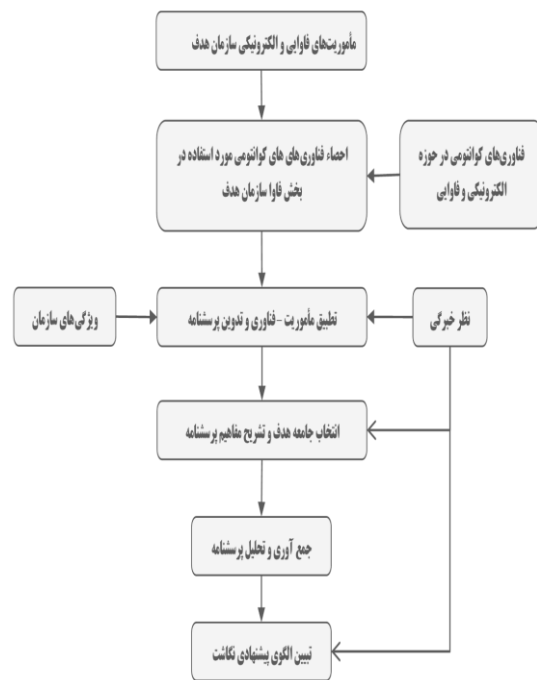 مأموریت‌های فاوایی و الکترونیکی سازمان هدف
احصاء فناوری‌های های کوانتومی مورد استفاده در
بخش فاوا سازمان هدف
فناوری‌های کوانتومی در حوزه
الکترونیکی و فاوایی
ویژگی‌های سازمان
تطبیق مأموریت – فناوری و تدوین پرسشنامه
نظر خبرگی
انتخاب جامعه هدف و تشریح مفاهیم پرسشنامه
جمع آوری و تحلیل پرسشنامه
تبیین الگوی پیشنهادی نگاشت